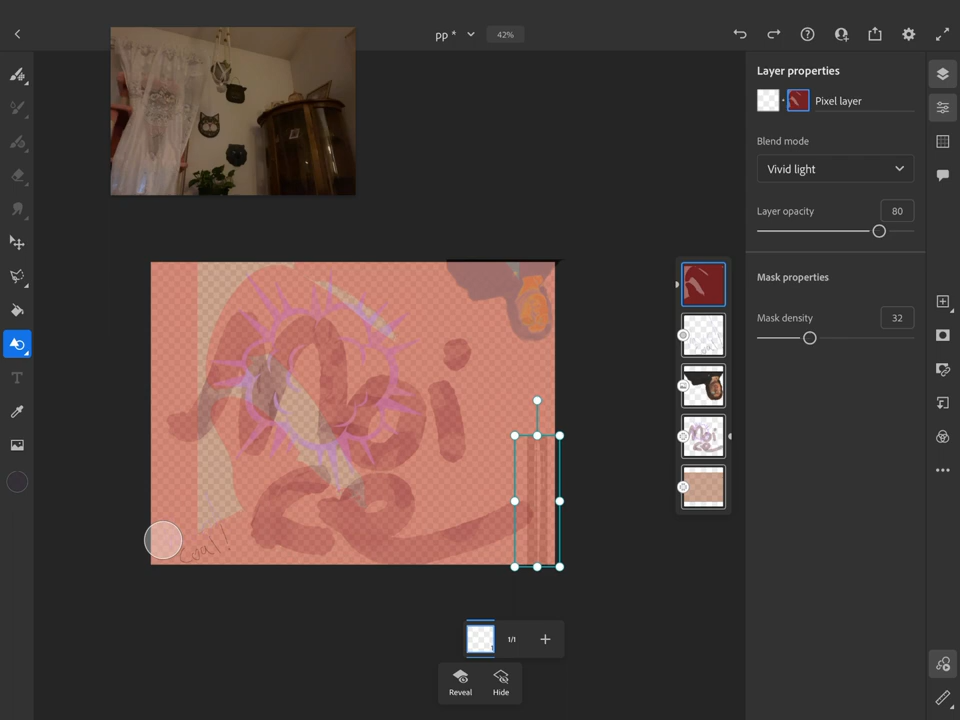 pp *
42%
Layer properties
Pixel layer
Blend mode
Vivid light
Layer opacity
80
Mask properties
Mask density
32
Moi
Coal!
1/1
Reveal
Hide